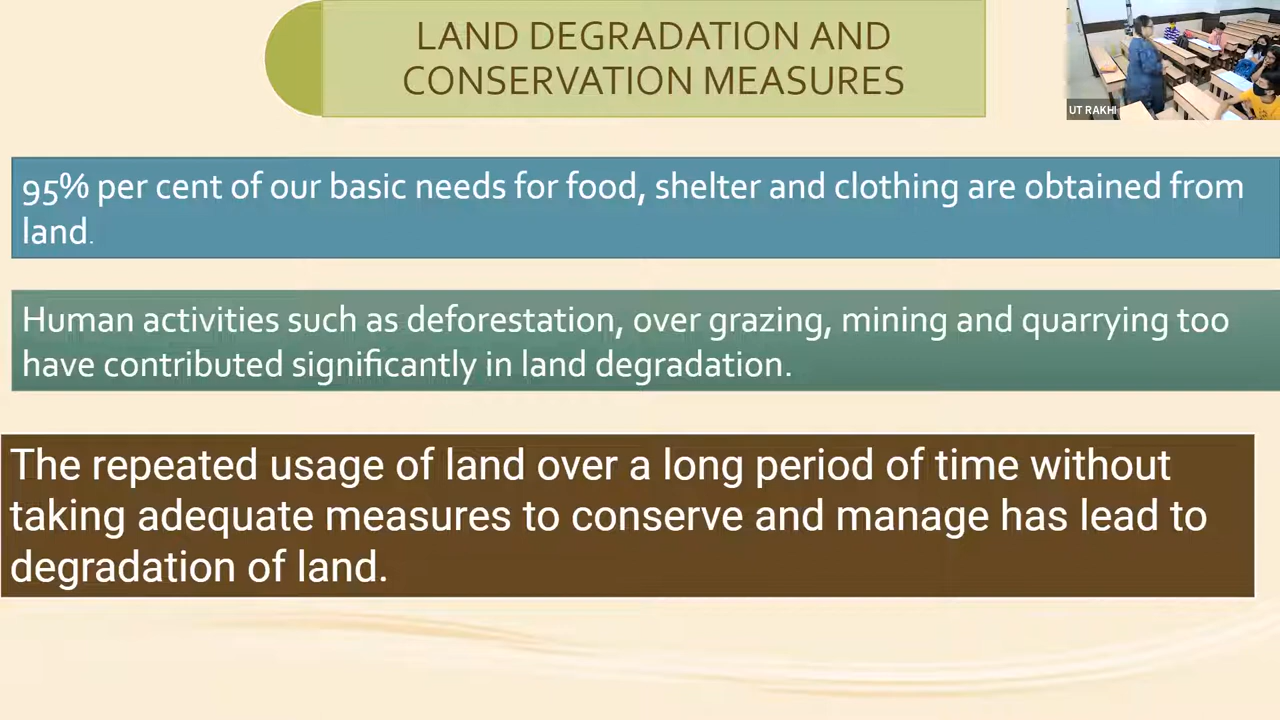 LAND DEGRADATION AND
CONSERVATION MEASURES
UT RAKHI
95% per cent of our basic needs for food, shelter and clothing are obtained from
land.
Human activities such as deforestation, over grazing, mining and quarrying too
have contributed significantly in land degradation.
The repeated usage of land over a long period of time without
taking adequate measures to conserve and manage has lead to
degradation of land.